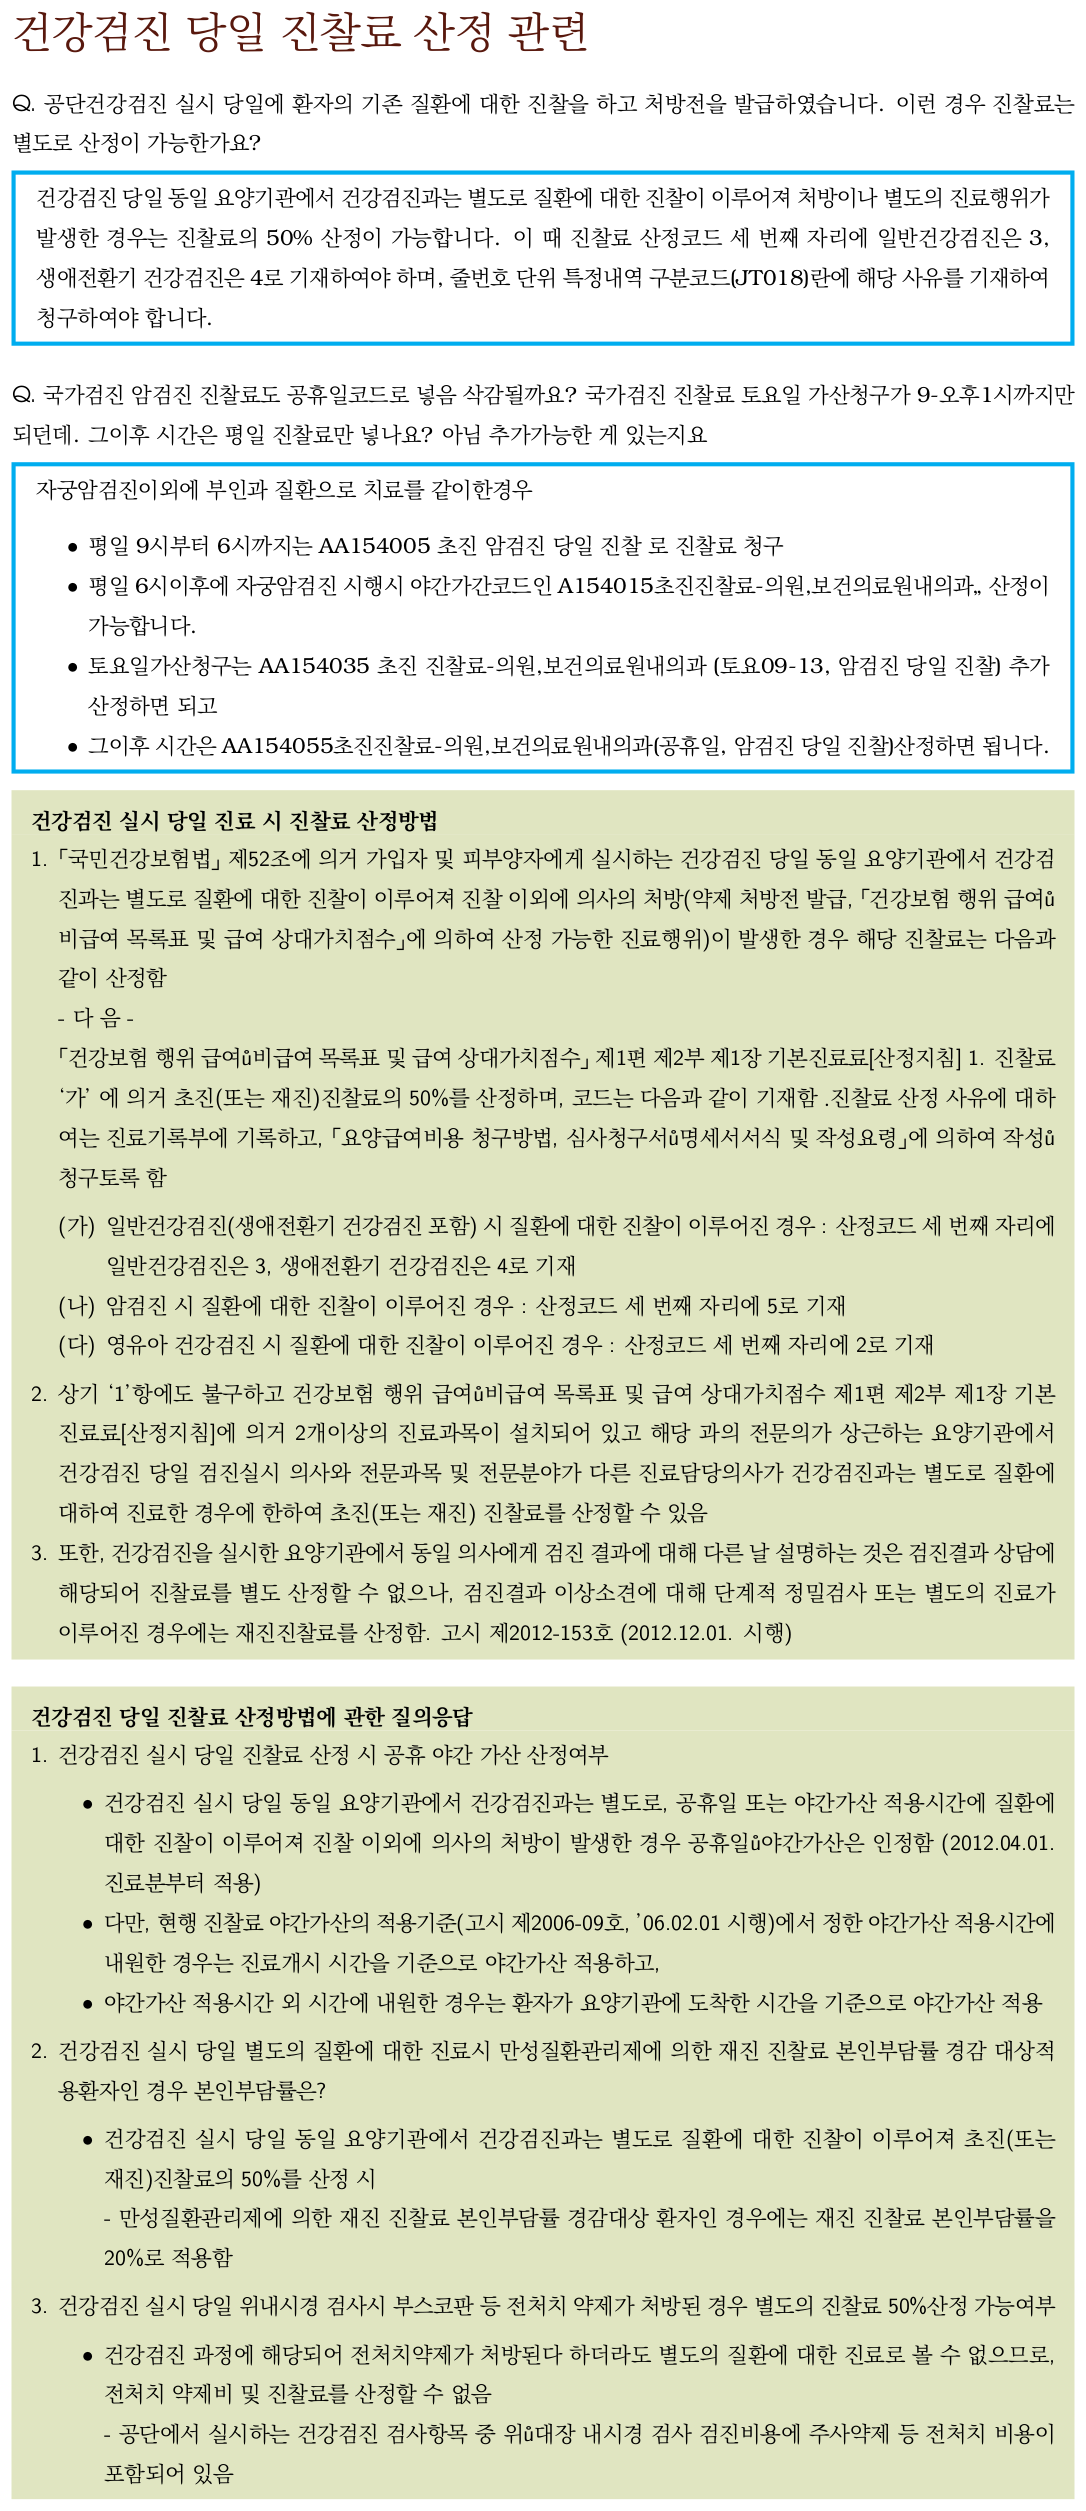 건강검진 당일 진찰료 산정 관련
Q. 공단건강검진 실시 당일에 환자의 기존 질환에 대한 진찰을 하고 처방전을 발급하였습니다. 이런 경우 진찰료는
별도로 산정이 가능한가요?
건강검진 당일 동일 요양기관에서 건강검진과는 별도로 질환에 대한 진찰이 이루어져 처방이나 별도의 진료행위가
발생한 경우는 진찰료의 50% 산정이 가능합니다. 이 때 진찰료 산정코드 세 번째 자리에 일반건강검진은 3,
생애전환기 건강검진은 4로 기재하여야 하며, 줄번호 단위 특정내역 구분코드(JT018)란에 해당 사유를 기재하여
청구하여야 합니다.
Q. 국가검진 암검진 진찰료도 공휴일코드로 넣음 삭감될까요? 국가검진 진찰료 토요일 가산청구가 9-오후1시까지만
되던데. 그이후 시간은 평일 진찰료만 넣나요? 아님 추가가능한 게 있는지요
자궁암검진이외에 부인과 질환으로 치료를 같이한경우
• 평일 9시부터 6시까지는 AA154005 초진 암검진 당일 진찰 로 진찰료 청구
• 평일 6시이후에 자궁암검진 시행시 야간가간코드인 A154015초진진찰료-의원,보건의료원내의과,, 산정이
가능합니다.
• 토요일가산청구는 AA154035 초진 진찰료-의원,보건의료원내의과 (토요09-13, 암검진 당일 진찰) 추가
산정하면 되고
• 그이후 시간은 AA154055초진진찰료-의원,보건의료원내의과(공휴일, 암검진 당일 진찰)산정하면 됩니다.
건강검진 실시 당일 진료 시 진찰료 산정방법
1. 「국민건강보험법」 제52조에 의거 가입자 및 피부양자에게 실시하는 건강검진 당일 동일 요양기관에서 건강검
진과는 별도로 질환에 대한 진찰이 이루어져 진찰 이외에 의사의 처방(약제 처방전 발급, 「건강보험 행위 급여ů
비급여 목록표 및 급여 상대가치점수」에 의하여 산정 가능한 진료행위)이 발생한 경우 해당 진찰료는 다음과
같이 산정함
- 다 음 -
「건강보험 행위 급여ů비급여 목록표 및 급여 상대가치점수」 제1편 제2부 제1장 기본진료료[산정지침] 1. 진찰료
‘가’ 에 의거 초진(또는 재진)진찰료의 50%를 산정하며, 코드는 다음과 같이 기재함 .진찰료 산정 사유에 대하
여는 진료기록부에 기록하고, 「요양급여비용 청구방법, 심사청구서ů명세서서식 및 작성요령」에 의하여 작성ů
청구토록 함
(가) 일반건강검진(생애전환기 건강검진 포함) 시 질환에 대한 진찰이 이루어진 경우 : 산정코드 세 번째 자리에
일반건강검진은 3, 생애전환기 건강검진은 4로 기재
(나) 암검진 시 질환에 대한 진찰이 이루어진 경우 : 산정코드 세 번째 자리에 5로 기재
(다) 영유아 건강검진 시 질환에 대한 진찰이 이루어진 경우 : 산정코드 세 번째 자리에 2로 기재
2. 상기 ‘1’항에도 불구하고 건강보험 행위 급여ů비급여 목록표 및 급여 상대가치점수 제1편 제2부 제1장 기본
진료료[산정지침]에 의거 2개이상의 진료과목이 설치되어 있고 해당 과의 전문의가 상근하는 요양기관에서
건강검진 당일 검진실시 의사와 전문과목 및 전문분야가 다른 진료담당의사가 건강검진과는 별도로 질환에
대하여 진료한 경우에 한하여 초진(또는 재진) 진찰료를 산정할 수 있음
3. 또한, 건강검진을 실시한 요양기관에서 동일 의사에게 검진 결과에 대해 다른 날 설명하는 것은 검진결과 상담에
해당되어 진찰료를 별도 산정할 수 없으나, 검진결과 이상소견에 대해 단계적 정밀검사 또는 별도의 진료가
이루어진 경우에는 재진진찰료를 산정함. 고시 제2012-153호 (2012.12.01. 시행)
건강검진 당일 진찰료 산정방법에 관한 질의응답
1. 건강검진 실시 당일 진찰료 산정 시 공휴 야간 가산 산정여부
• 건강검진 실시 당일 동일 요양기관에서 건강검진과는 별도로, 공휴일 또는 야간가산 적용시간에 질환에
대한 진찰이 이루어져 진찰 이외에 의사의 처방이 발생한 경우 공휴일ů야간가산은 인정함 (2012.04.01.
진료분부터 적용)
• 다만, 현행 진찰료 야간가산의 적용기준(고시 제2006-09호, ’06.02.01 시행)에서 정한 야간가산 적용시간에
내원한 경우는 진료개시 시간을 기준으로 야간가산 적용하고,
• 야간가산 적용시간 외 시간에 내원한 경우는 환자가 요양기관에 도착한 시간을 기준으로 야간가산 적용
2. 건강검진 실시 당일 별도의 질환에 대한 진료시 만성질환관리제에 의한 재진 진찰료 본인부담률 경감 대상적
용환자인 경우 본인부담률은?
• 건강검진 실시 당일 동일 요양기관에서 건강검진과는 별도로 질환에 대한 진찰이 이루어져 초진(또는
재진)진찰료의 50%를 산정 시
- 만성질환관리제에 의한 재진 진찰료 본인부담률 경감대상 환자인 경우에는 재진 진찰료 본인부담률을
20%로 적용함
3. 건강검진 실시 당일 위내시경 검사시 부스코판 등 전처치 약제가 처방된 경우 별도의 진찰료 50%산정 가능여부
• 건강검진 과정에 해당되어 전처치약제가 처방된다 하더라도 별도의 질환에 대한 진료로 볼 수 없으므로,
전처치 약제비 및 진찰료를 산정할 수 없음
- 공단에서 실시하는 건강검진 검사항목 중 위ů대장 내시경 검사 검진비용에 주사약제 등 전처치 비용이
포함되어 있음